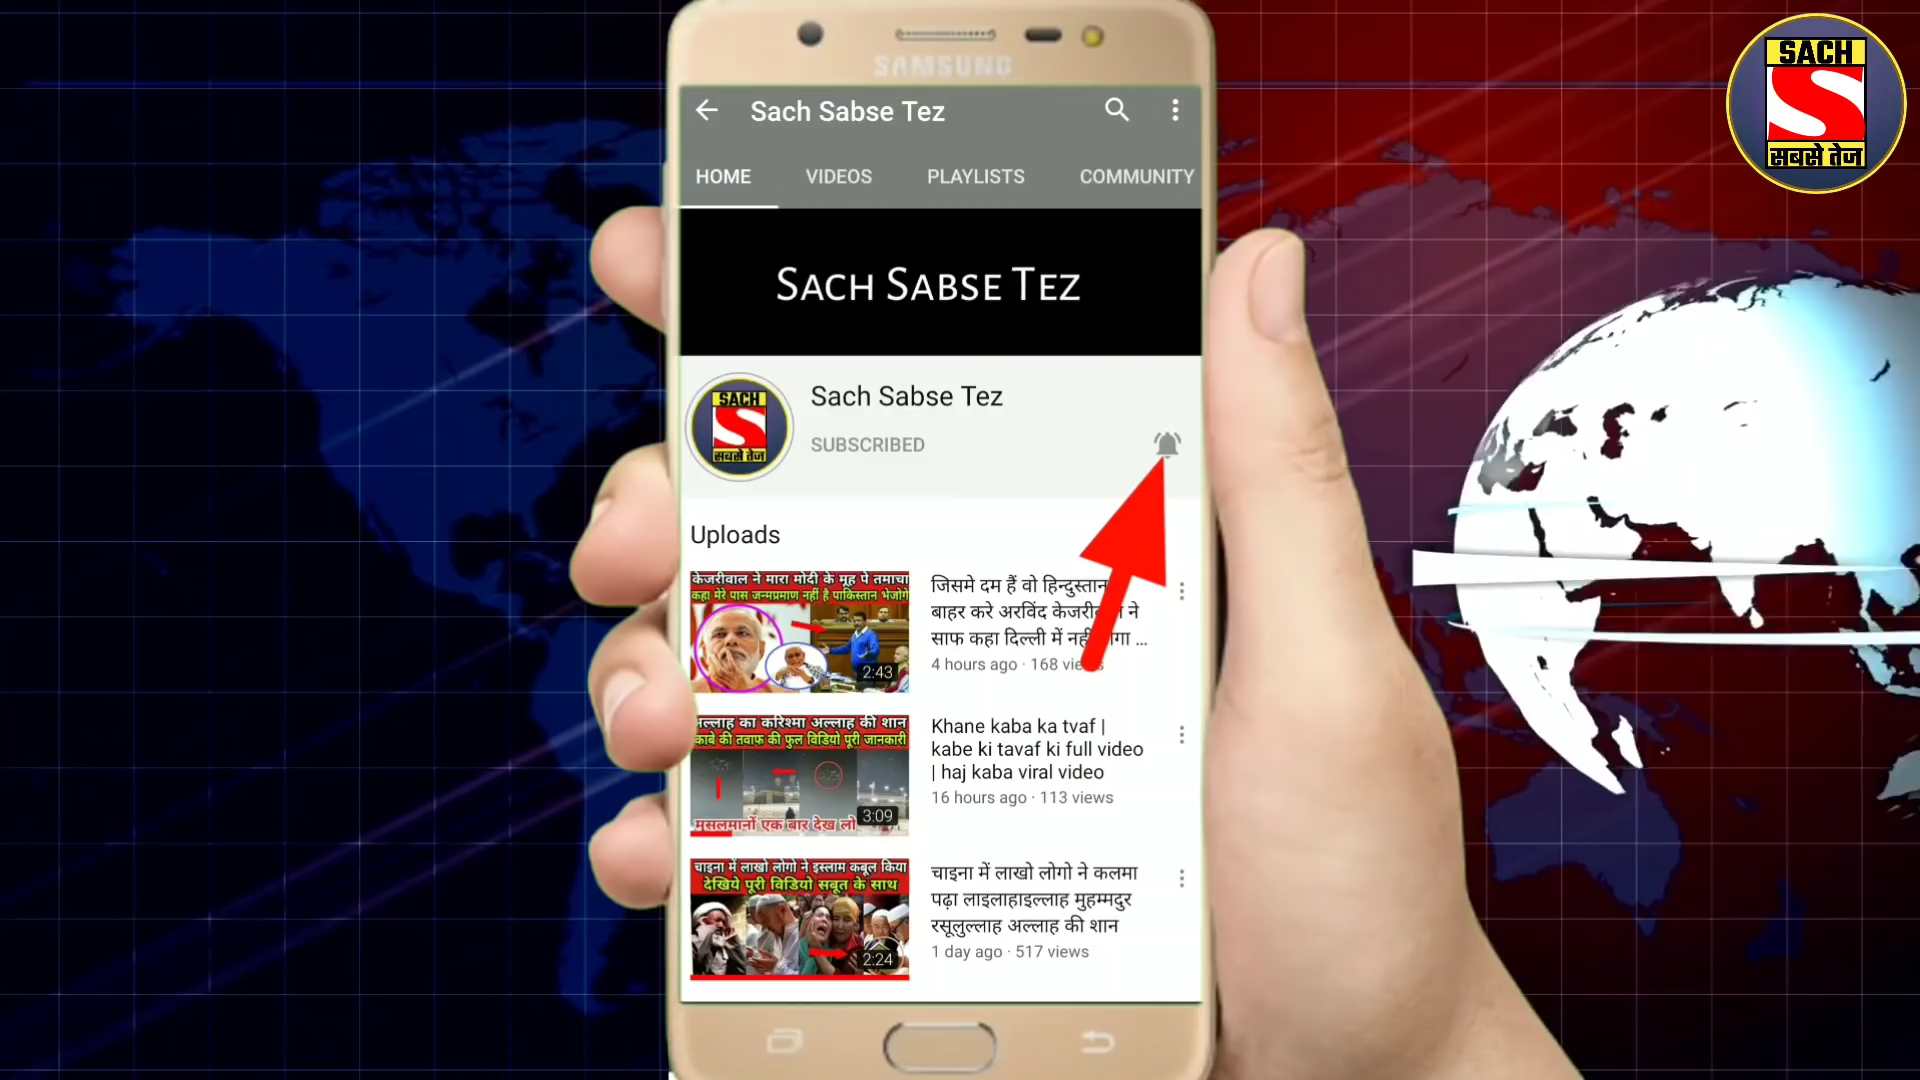 SAMSUNG
Sach Sabse Tez
HOME VIDEOS PLAYLISTS COMMUNITY
SACH SABSE TEZ
SACH
सबसे तेज
Sach Sabse Tez
SUBSCRIBED
SACH
सबसे तेज
Uploads
केजरीवाल ने मारा मोदी के मूह पे तमाचा
कहा मेरे पास जन्मप्रमाण नहीं है पाकिस्तान भेजोगे
2:43
जिसमे दम हैं वो हिन्दुस्तान
बाहर करे अरविंद केजरी ने
साफ कहा दिल्ली में ...
4 hours ago · 168 views
अल्लाह का करिश्मा अल्लाह की शान
काबे की तवाफ की फुल विडियो पूरी जानकारी
मुसलमानों एक बार देख लो
3:09
Khane kaba ka tvaf |
kabe ki tavaf ki full video
| haj kaba viral video
16 hours ago · 113 views
चाइना में लाखो लोगो ने इस्लाम कबूल किया
देखिये पूरी विडियो सबूत के साथ
2:24
चाइना में लाखो लोगो ने कलमा
पढ़ा लाइलाहाइल्लाह मुहम्मदुर
रसूलुल्लाह अल्लाह की शान
1 day ago · 517 views